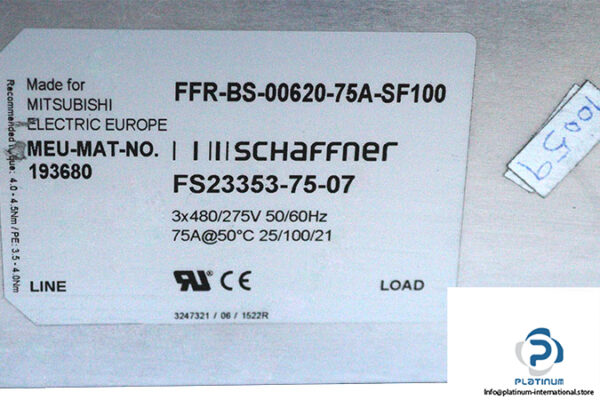 Made for
MITSUBISHI
ELECTRIC EUROPE
MEU-MAT-NO.
193680
FFR-BS-00620-75A-SF100
SCHAFFNER
FS23353-75-07
3x480/275V 50/60Hz
75A@50°C 25/100/21
LINE
CE
LOAD
3247321 / 06 / 1522R
Recommended : 4.0 - 4.5Nm / PE: 3.5 - 4.0Nm
10059
PLATINUM
Info@platinum-international.store